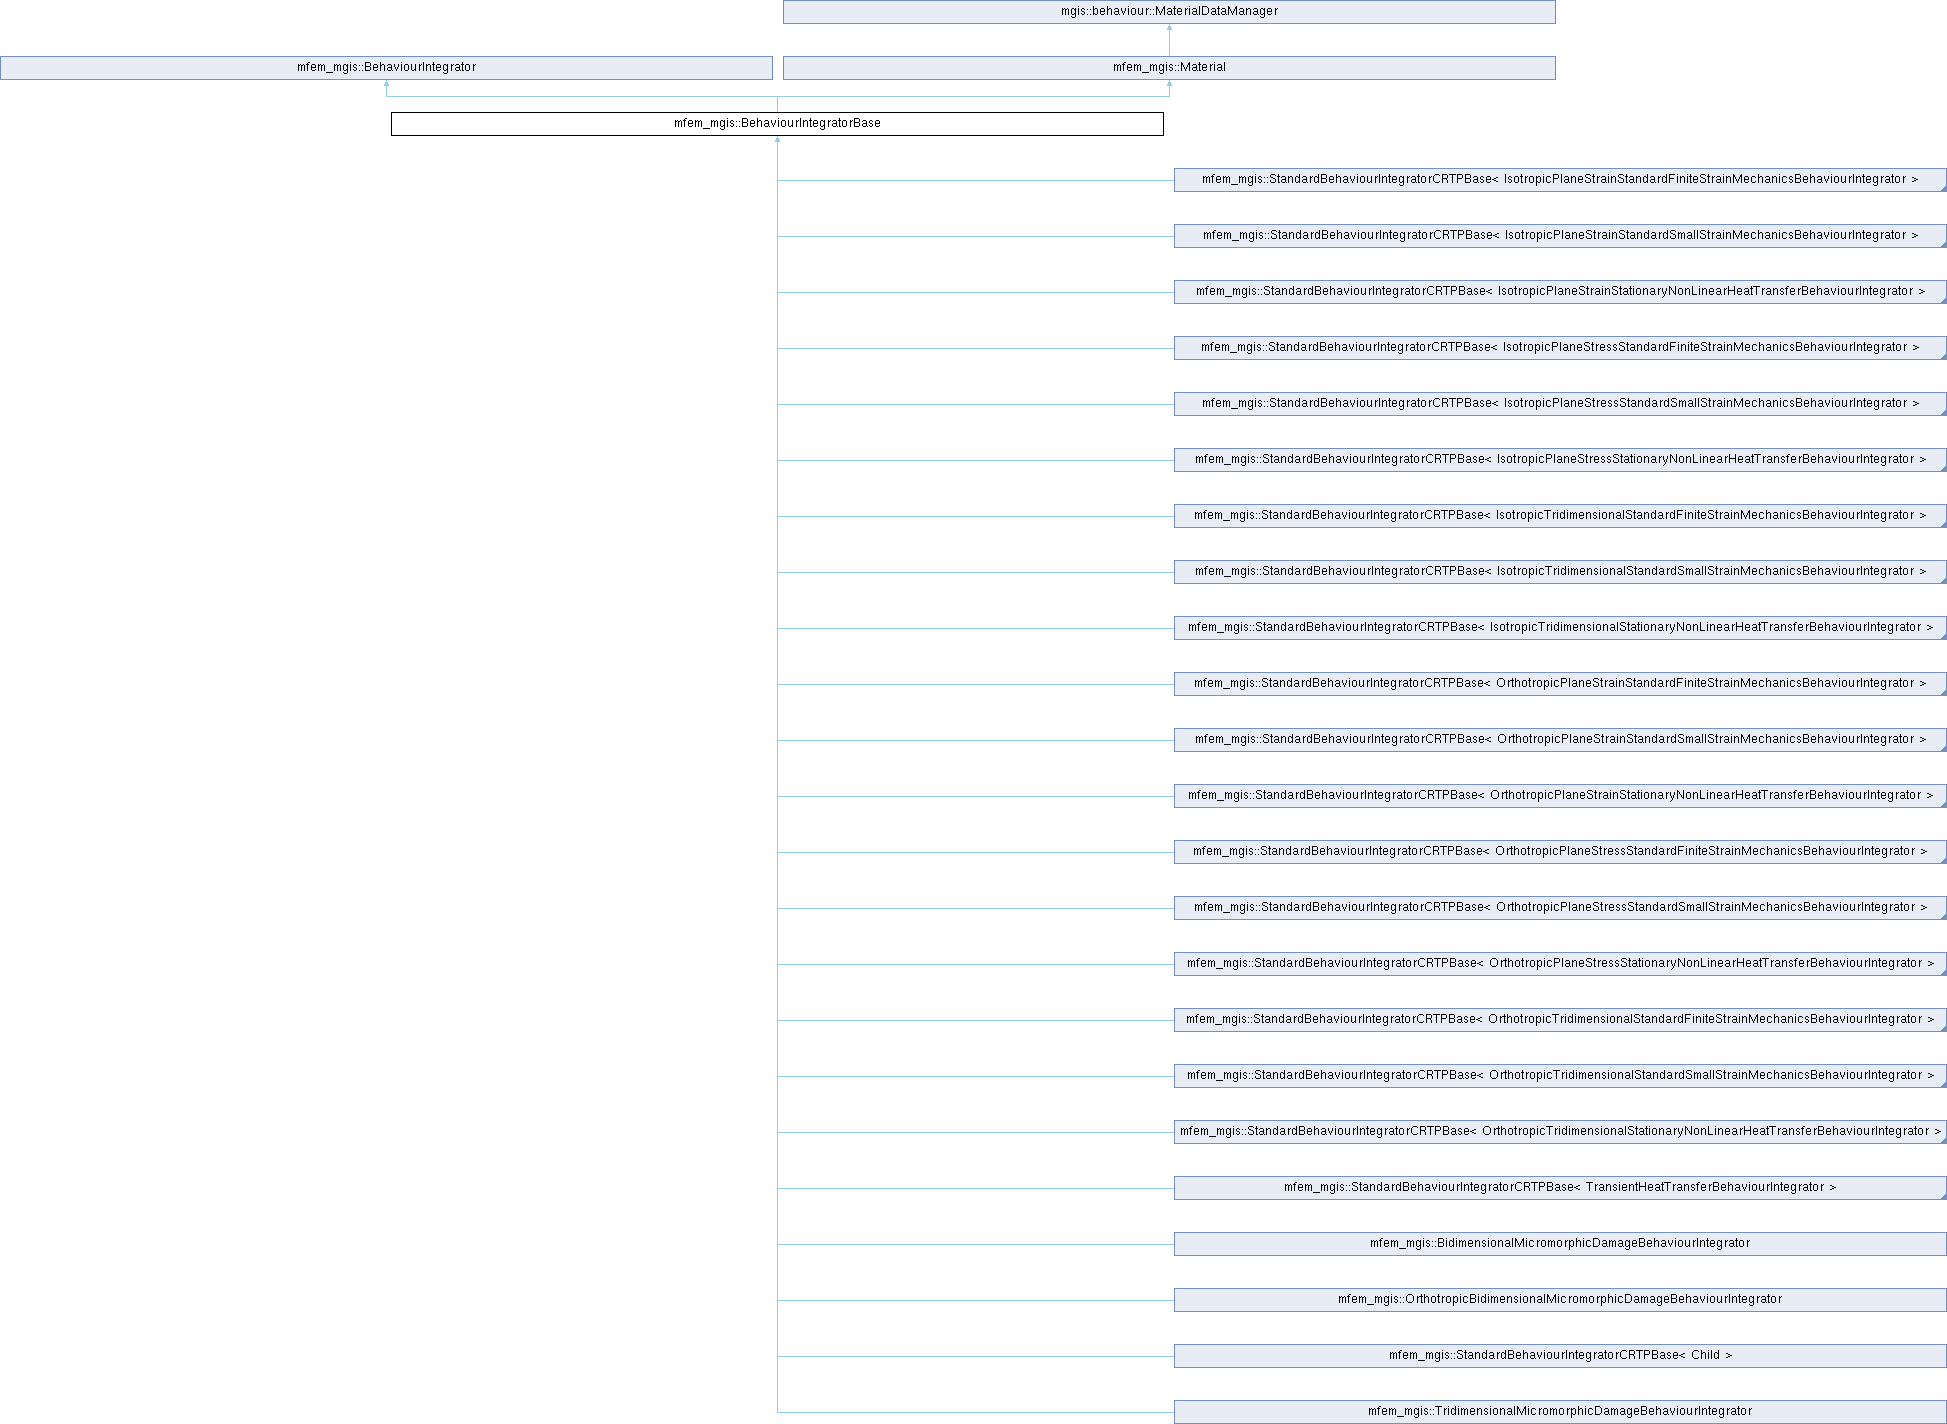 mgis::behaviour::MaterialDataManager
mfem_mgis::BehaviourIntegrator
mfem_mgis::Material
mfem_mgis::BehaviourIntegratorBase
mfem_mgis::StandardBehaviourIntegratorCRTPBase< IsotropicPlaneStrainStandardFiniteStrainMechanicsBehaviourIntegrator >
mfem_mgis::StandardBehaviourIntegratorCRTPBase< IsotropicPlaneStrainStandardSmallStrainMechanicsBehaviourIntegrator >
mfem_mgis::StandardBehaviourIntegratorCRTPBase< IsotropicPlaneStrainStationaryNonLinearHeatTransferBehaviourIntegrator >
mfem_mgis::StandardBehaviourIntegratorCRTPBase< IsotropicPlaneStressStandardFiniteStrainMechanicsBehaviourIntegrator >
mfem_mgis::StandardBehaviourIntegratorCRTPBase< IsotropicPlaneStressStandardSmallStrainMechanicsBehaviourIntegrator >
mfem_mgis::StandardBehaviourIntegratorCRTPBase< IsotropicPlaneStressStationaryNonLinearHeatTransferBehaviourIntegrator >
mfem_mgis::StandardBehaviourIntegratorCRTPBase< IsotropicTridimensionalStandardFiniteStrainMechanicsBehaviourIntegrator >
mfem_mgis::StandardBehaviourIntegratorCRTPBase< IsotropicTridimensionalStandardSmallStrainMechanicsBehaviourIntegrator >
mfem_mgis::StandardBehaviourIntegratorCRTPBase< IsotropicTridimensionalStationaryNonLinearHeatTransferBehaviourIntegrator >
mfem_mgis::StandardBehaviourIntegratorCRTPBase< OrthotropicPlaneStrainStandardFiniteStrainMechanicsBehaviourIntegrator >
mfem_mgis::StandardBehaviourIntegratorCRTPBase< OrthotropicPlaneStrainStandardSmallStrainMechanicsBehaviourIntegrator >
mfem_mgis::StandardBehaviourIntegratorCRTPBase< OrthotropicPlaneStrainStationaryNonLinearHeatTransferBehaviourIntegrator >
mfem_mgis::StandardBehaviourIntegratorCRTPBase< OrthotropicPlaneStressStandardFiniteStrainMechanicsBehaviourIntegrator >
mfem_mgis::StandardBehaviourIntegratorCRTPBase< OrthotropicPlaneStressStandardSmallStrainMechanicsBehaviourIntegrator >
mfem_mgis::StandardBehaviourIntegratorCRTPBase< OrthotropicPlaneStressStationaryNonLinearHeatTransferBehaviourIntegrator >
mfem_mgis::StandardBehaviourIntegratorCRTPBase< OrthotropicTridimensionalStandardFiniteStrainMechanicsBehaviourIntegrator >
mfem_mgis::StandardBehaviourIntegratorCRTPBase< OrthotropicTridimensionalStandardSmallStrainMechanicsBehaviourIntegrator >
mfem_mgis::StandardBehaviourIntegratorCRTPBase< OrthotropicTridimensionalStationaryNonLinearHeatTransferBehaviourIntegrator >
mfem_mgis::StandardBehaviourIntegratorCRTPBase< TransientHeatTransferBehaviourIntegrator >
mfem_mgis::BidimensionalMicromorphicDamageBehaviourIntegrator
mfem_mgis::OrthotropicBidimensionalMicromorphicDamageBehaviourIntegrator
mfem_mgis::StandardBehaviourIntegratorCRTPBase< Child >
mfem_mgis::TridimensionalMicromorphicDamageBehaviourIntegrator